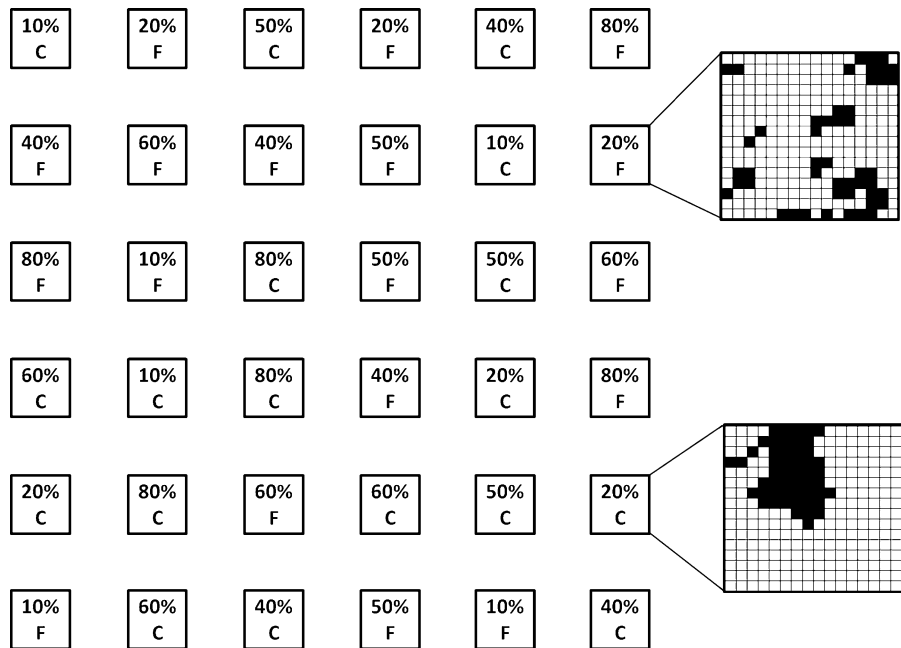 10% 20% 50% 20% 40% 80%
C F C F C F
40% 60% 40% 50% 10% 20%
F F F F C F
80% 10% 80% 50% 50% 60%
F F C F C F
60% 10% 80% 40% 20% 80%
C C C F C F
20% 80% 60% 60% 50% 20%
C C F C C C
10% 60% 40% 50% 10% 40%
F C C F F C